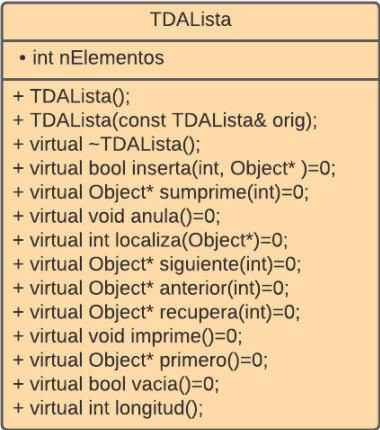 TDALista
• int nElementos
+ TDALista();
+ TDALista(const TDALista& orig);
+ virtual ~TDALista();
+ virtual bool inserta(int, Object* )=0;
+ virtual Object* sumprime(int)=0;
+ virtual void anula()=0;
+ virtual int localiza(Object*)=0;
+ virtual Object* siguiente(int)=0;
+ virtual Object* anterior(int)=0;
+ virtual Object* recupera(int)=0;
+ virtual void imprime()=0;
+ virtual Object* primero()=0;
+ virtual bool vacia()=0;
+ virtual int longitud();